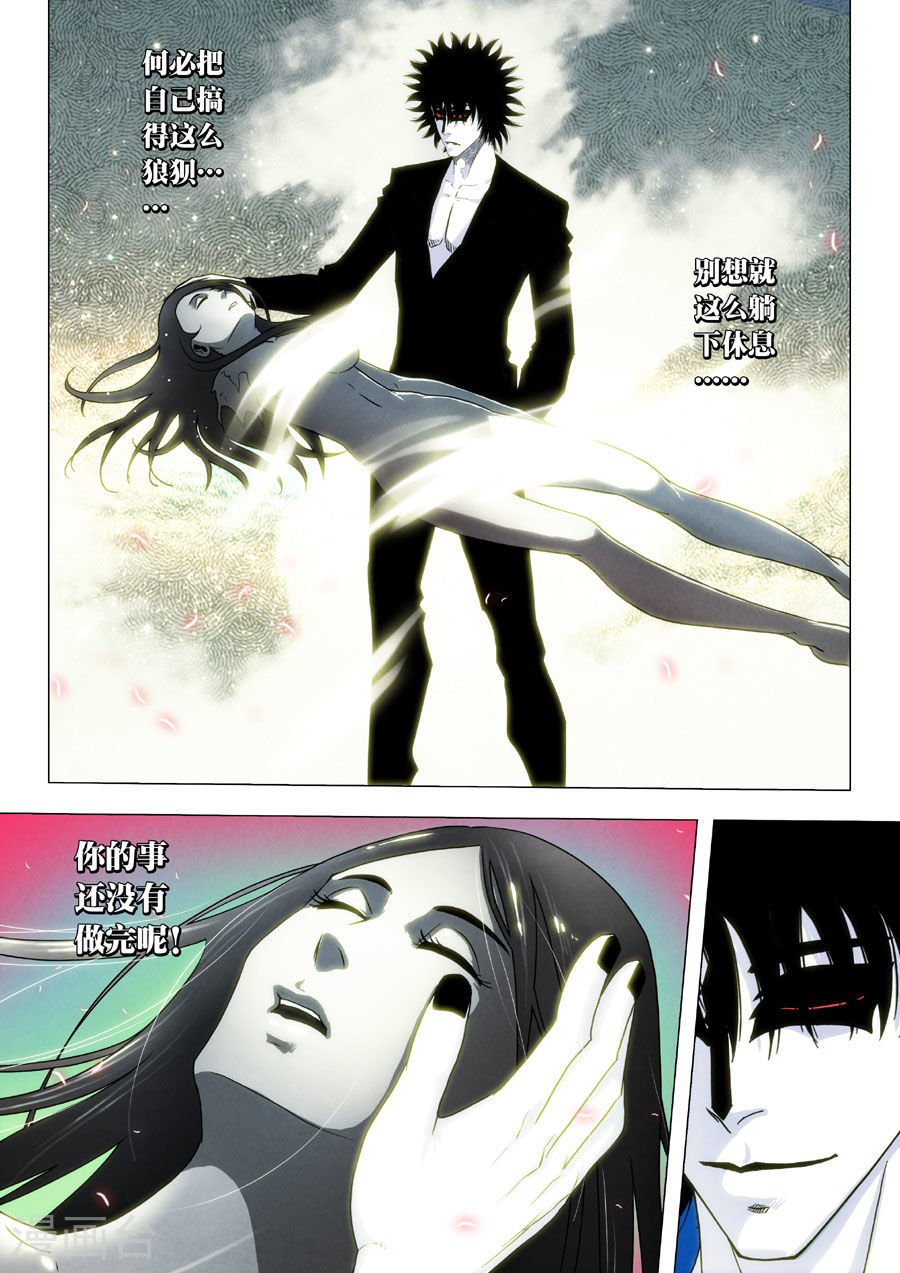 何必把
自己搞
得这么
狼狈……
……
别想就
这么躺
下休息
……
你的事
还没有
做完呢！
漫画台